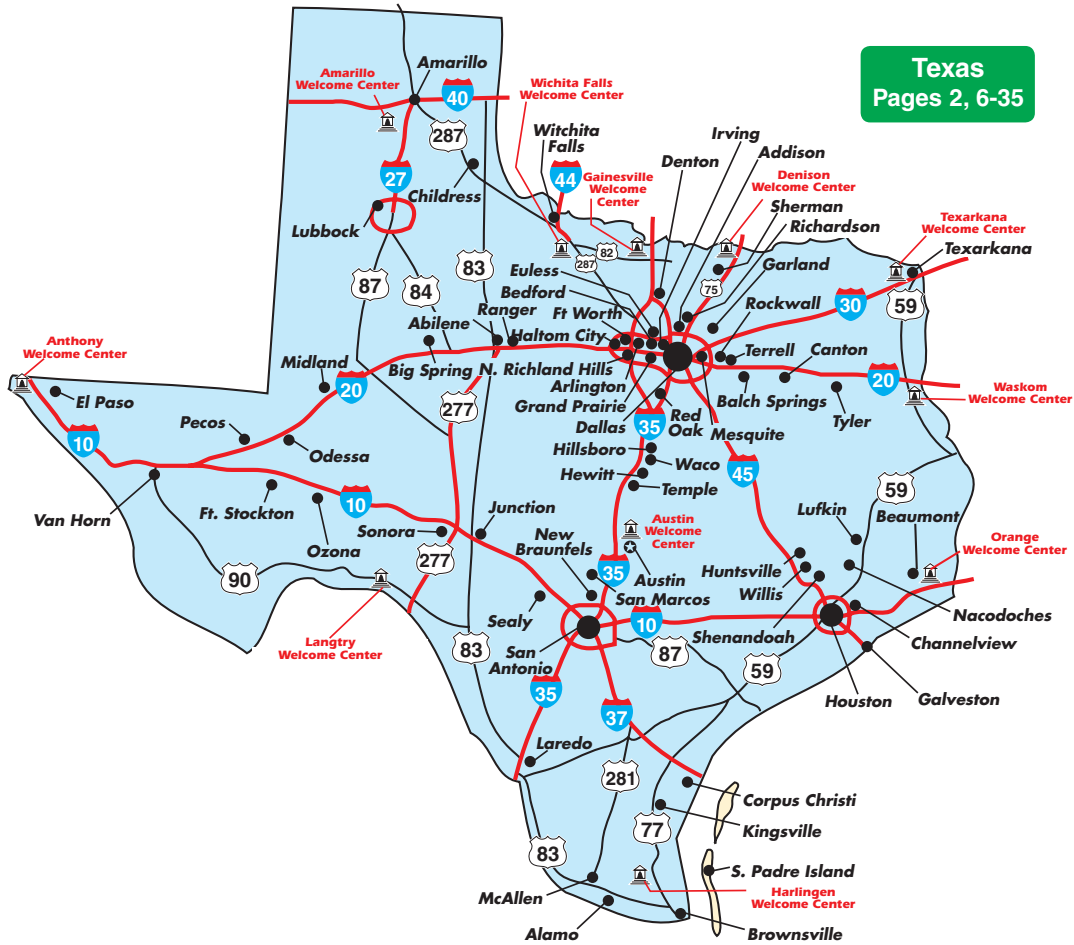 Texas
Pages 2, 6-35
Amarillo
Amarillo
Welcome Center
40
Wichita Falls
Welcome Center
287
Witchita
Falls
Irving
Addison
Denton
27
Childress
44
Gainesville
Welcome
Center
Denison
Welcome Center
Sherman
Richardson
Texarkana
Welcome Center
Texarkana
Lubbock
83
82
287
75
Euless
Garland
87
84
Bedford
Rockwall
30
59
Ranger
Ft Worth
Abilene
Haltom City
Anthony
Welcome Center
Midland
Big Spring
N. Richland Hills
Terrell
Canton
20
20
El Paso
Arlington
Balch Springs
Waskom
Welcome Center
277
Grand Prairie
Tyler
Pecos
Dallas
35
Red
Oak
Mesquite
10
Odessa
Hillsboro
Waco
45
Hewitt
59
Temple
Van Horn
Ft. Stockton
10
Junction
Lufkin
Beaumont
Sonora
New
Braunfels
Austin
Welcome
Center
Orange
Welcome Center
Ozona
277
90
35
Austin
Huntsville
San Marcos
Willis
Sealy
10
Nacodoches
Langtry
Welcome Center
Shenandoah
Channelview
83
San
Antonio
87
59
35
Houston
Galveston
37
Laredo
281
Corpus Christi
77
Kingsville
83
S. Padre Island
McAllen
Harlingen
Welcome Center
Alamo
Brownsville